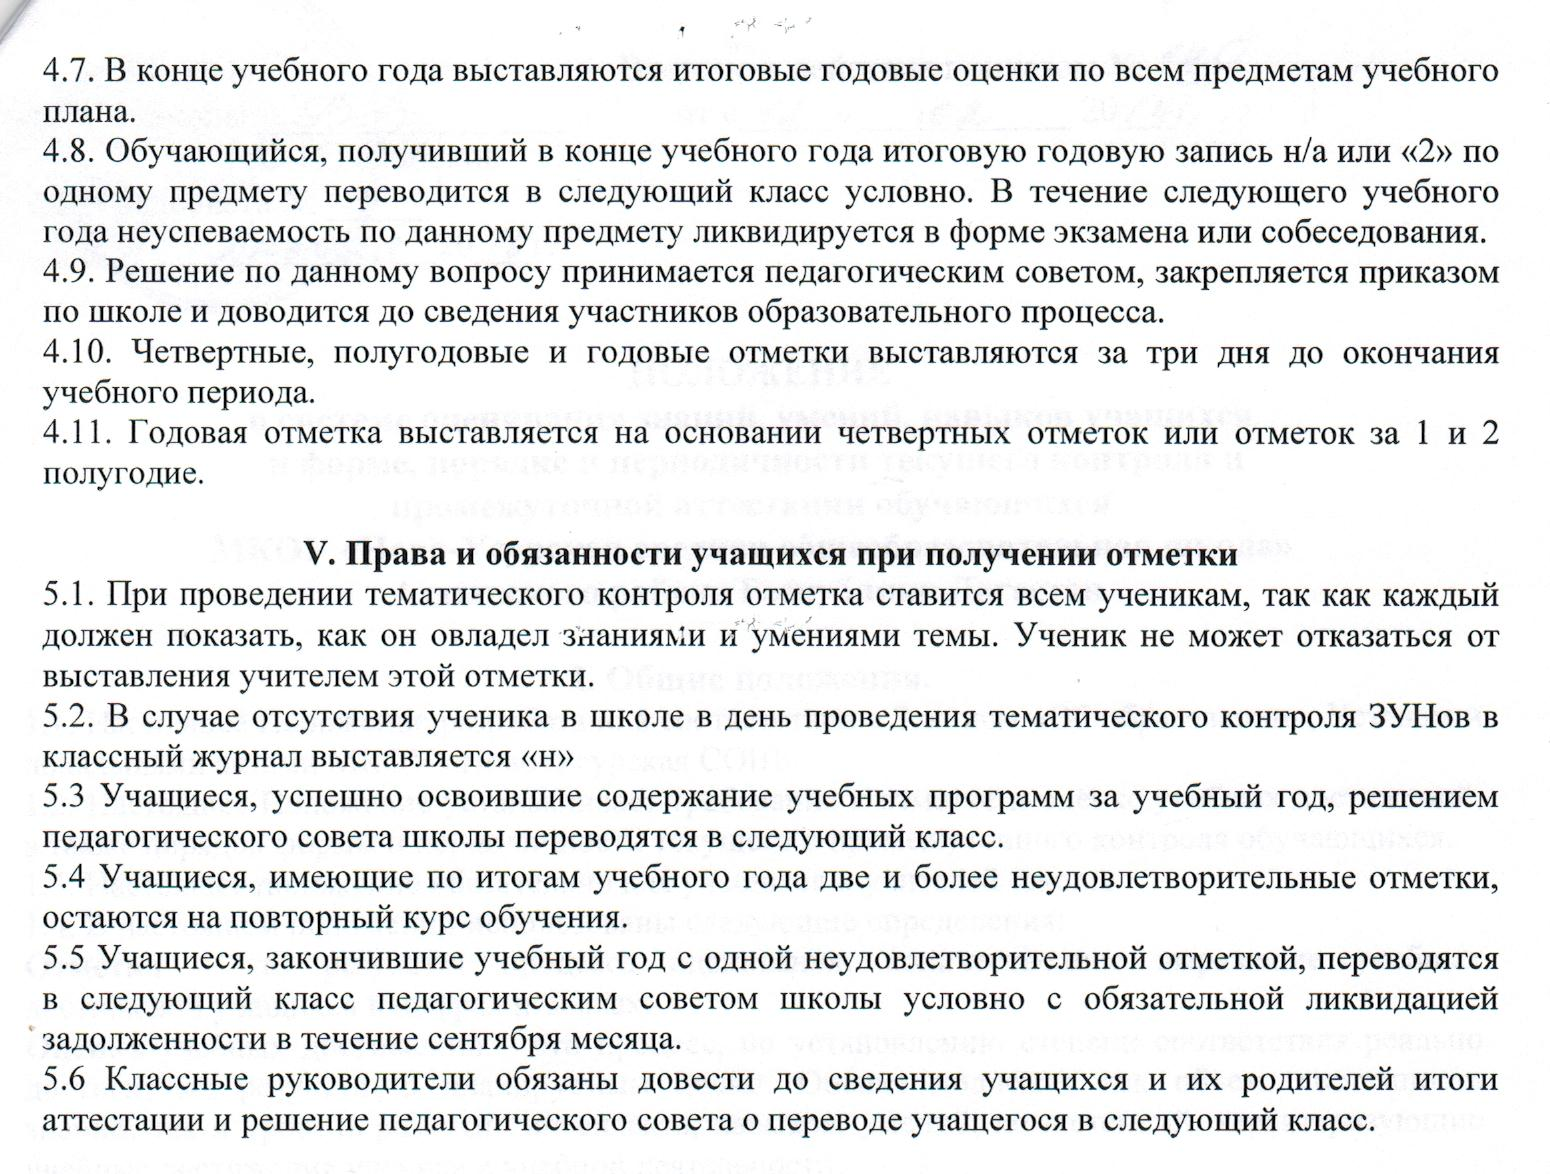 4.7. В конце учебного года выставляются итоговые годовые оценки по всем предметам учебного
плана.
4.8. Обучающийся, получивший в конце учебного года итоговую годовую запись н/а или «2» по
одному предмету переводится в следующий класс условно. В течение следующего учебного
года неуспеваемость по данному предмету ликвидируется в форме экзамена или собеседования.
4.9. Решение по данному вопросу принимается педагогическим советом, закрепляется приказом
по школе и доводится до сведения участников образовательного процесса.
4.10. Четвертные, полугодовые и годовые отметки выставляются за три дня до окончания
учебного периода.
4.11. Годовая отметка выставляется на основании четвертных отметок или отметок за 1 и 2
полугодие.
V. Права и обязанности учащихся при получении отметки
5.1. При проведении тематического контроля отметка ставится всем ученикам, так как каждый
должен показать, как он овладел знаниями и умениями темы. Ученик не может отказаться от
выставления учителем этой отметки.
5.2. В случае отсутствия ученика в школе в день проведения тематического контроля ЗУНов в
классный журнал выставляется «н»
5.3 Учащиеся, успешно освоившие содержание учебных программ за учебный год, решением
педагогического совета школы переводятся в следующий класс.
5.4 Учащиеся, имеющие по итогам учебного года две и более неудовлетворительные отметки,
остаются на повторный курс обучения.
5.5 Учащиеся, закончившие учебный год с одной неудовлетворительной отметкой, переводятся
в следующий класс педагогическим советом школы условно с обязательной ликвидацией
задолженности в течение сентября месяца.
5.6 Классные руководители обязаны довести до сведения учащихся и их родителей итоги
аттестации и решение педагогического совета о переводе учащегося в следующий класс.